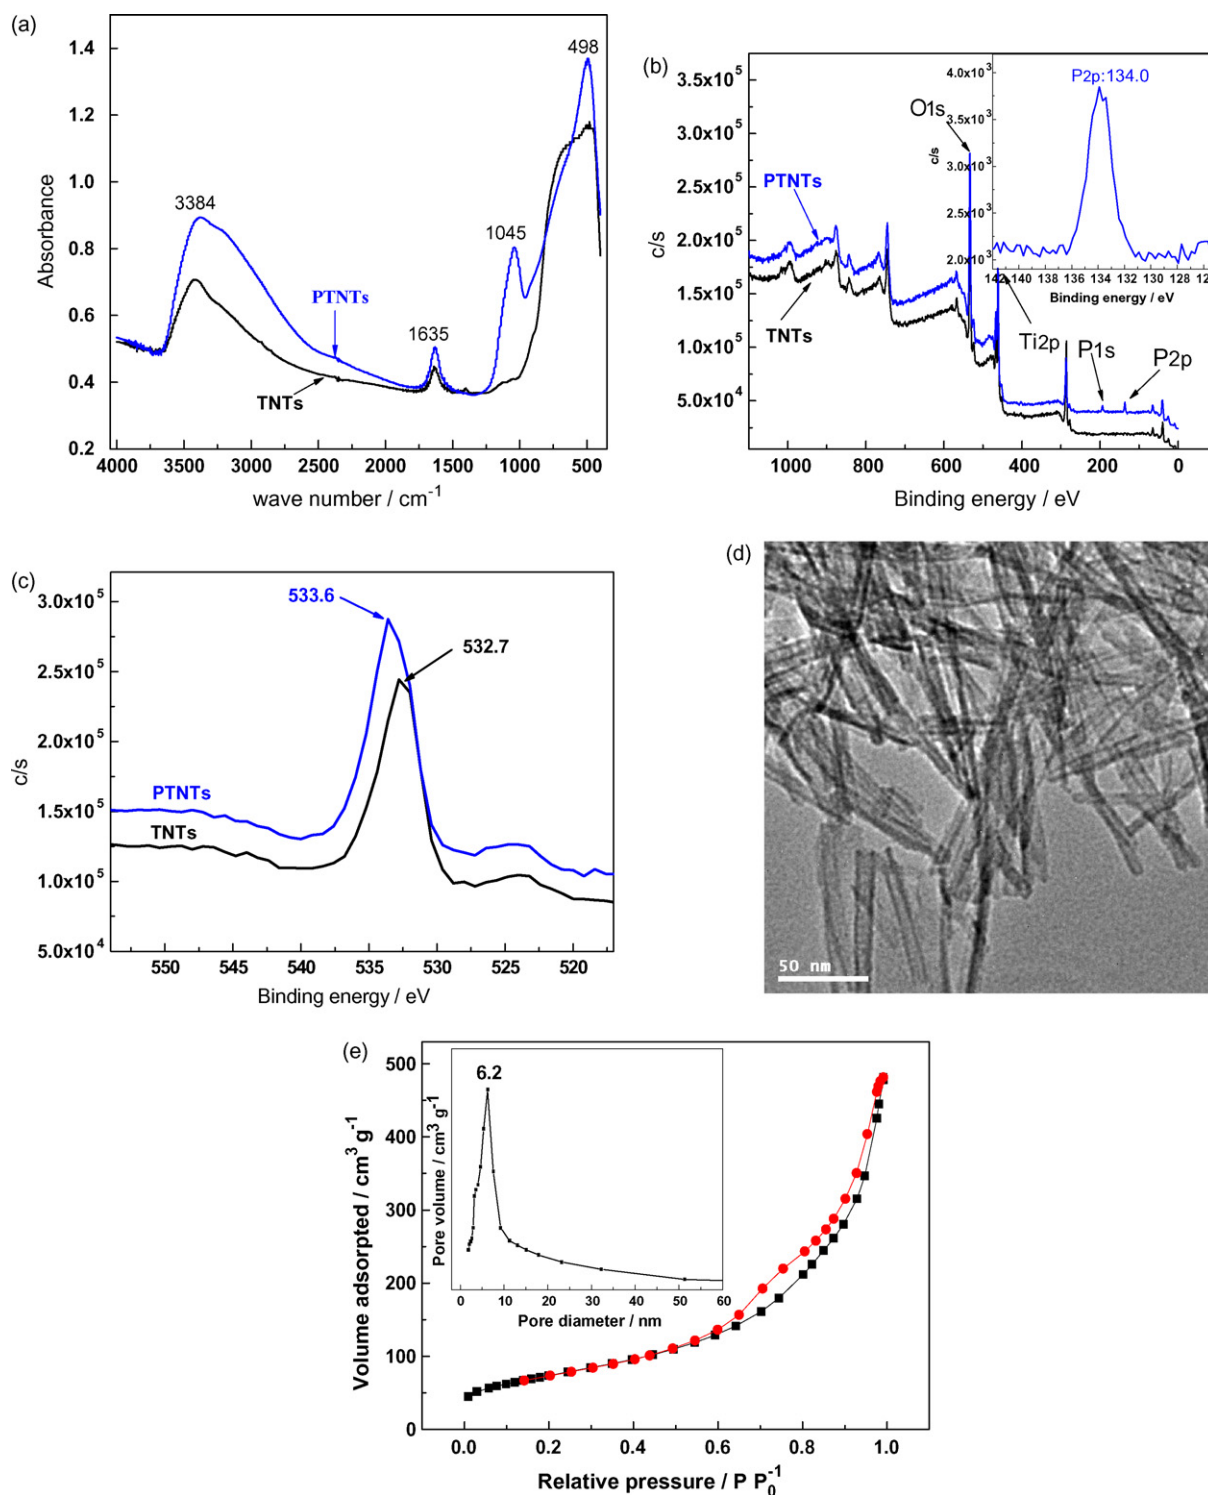 (a)
1.4
1.2
1.0
0.8
0.6
0.4
0.2
Absorbance
3384
1635
1045
498
PTNTs
TNTs
4000 3500 3000 2500 2000 1500 1000 500
wave number / cm⁻¹
(b)
3.5x10⁵
3.0x10⁵
2.5x10⁵
2.0x10⁵
1.5x10⁵
1.0x10⁵
5.0x10⁴
c/s
PTNTs
TNTs
O1s
Ti2p
P1s
P2p
1000 800 600 400 200 0
Binding energy / eV
P2p:134.0
4.0x10³
3.5x10³
3.0x10³
2.5x10³
2.0x10³
c/s
142 140 138 136 134 132 130 128
Binding energy / eV
(c)
3.0x10⁵
2.5x10⁵
2.0x10⁵
1.5x10⁵
1.0x10⁵
5.0x10⁴
c/s
533.6
532.7
PTNTs
TNTs
550 545 540 535 530 525 520
Binding energy / eV
(d)
50 nm
(e)
500
400
300
200
100
0
Volume adsorpted / cm³ g⁻¹
0.0 0.2 0.4 0.6 0.8 1.0
Relative pressure / P P₀⁻¹
6.2
Pore volume / cm³ g⁻¹
0 10 20 30 40 50 60
Pore diameter / nm